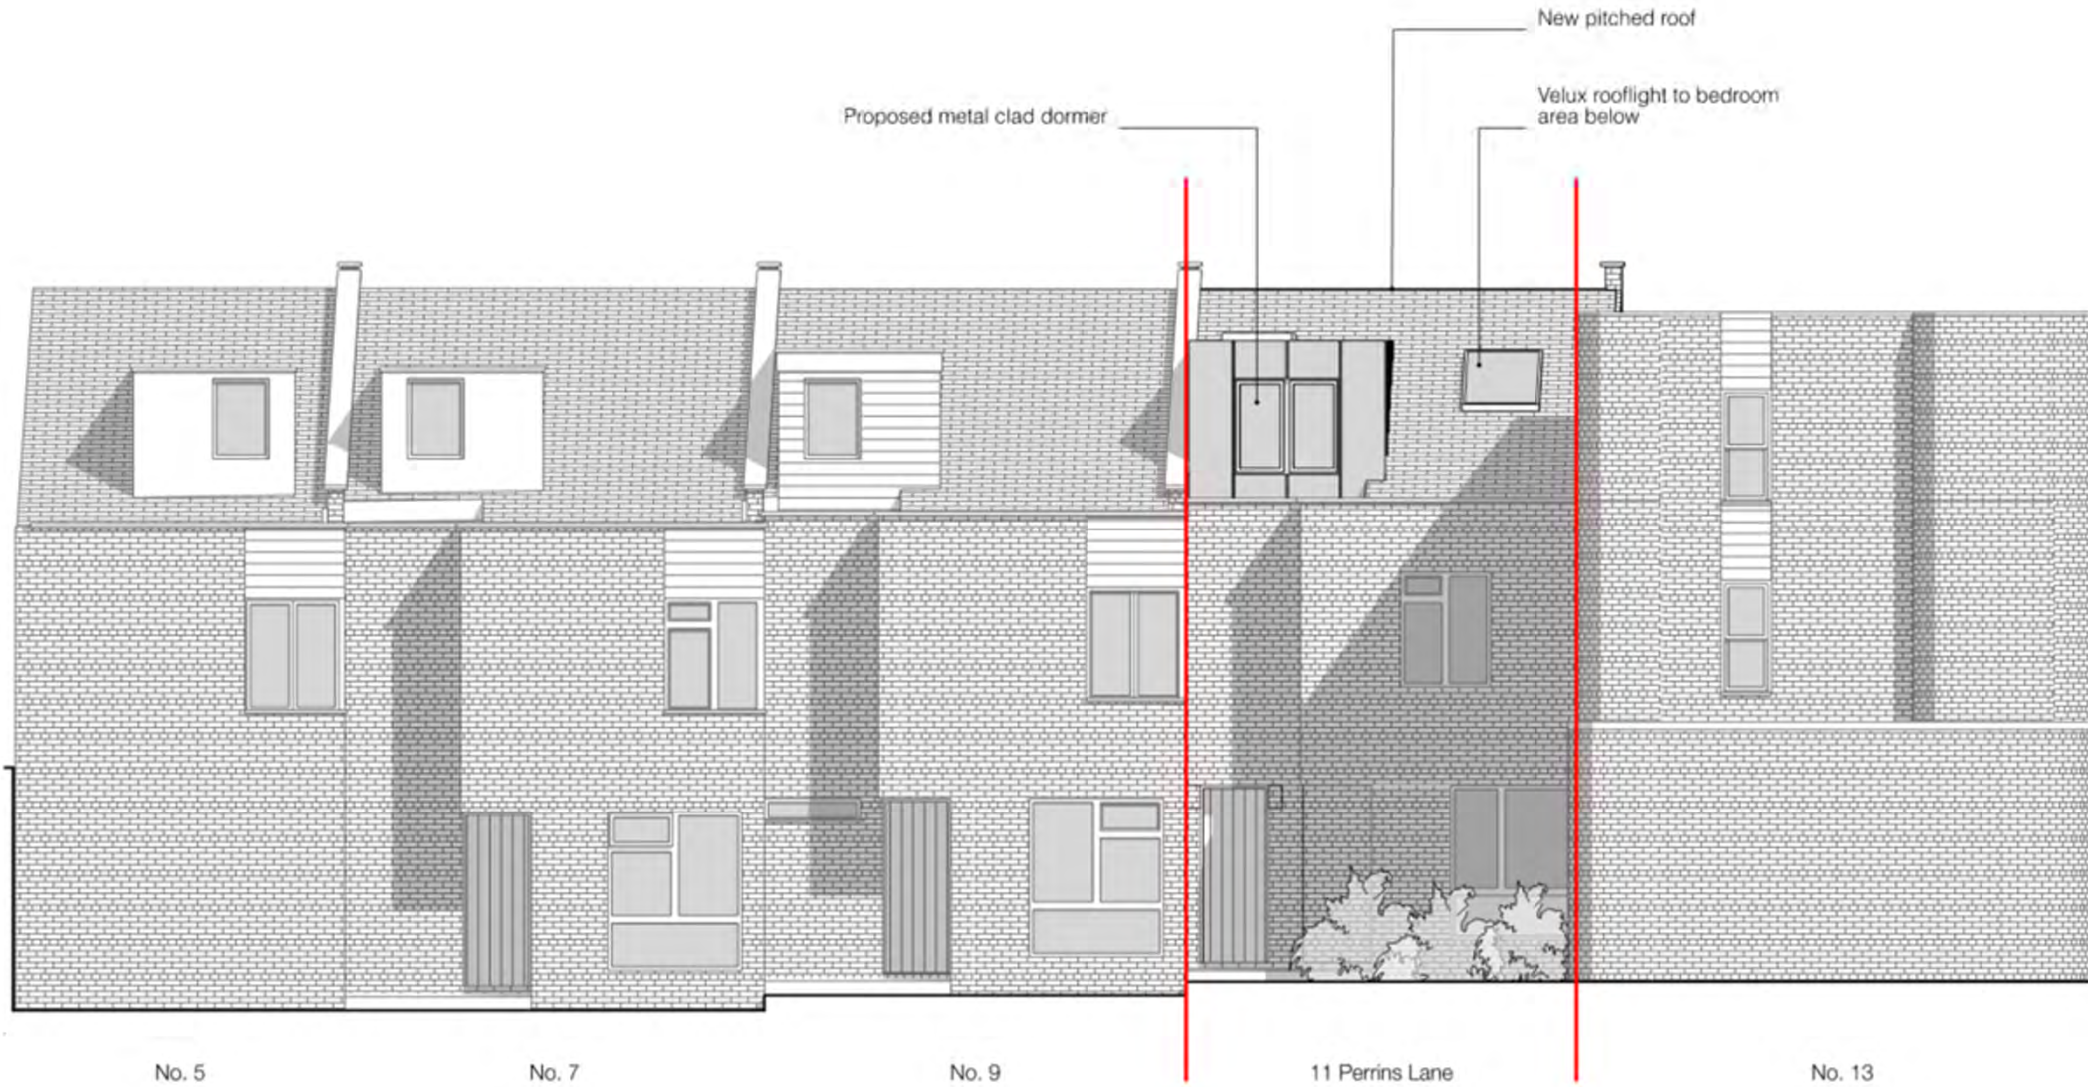 New pitched roof
Velux rooflight to bedroom
area below
Proposed metal clad dormer
No. 5
No. 7
No. 9
11 Perrins Lane
No. 13